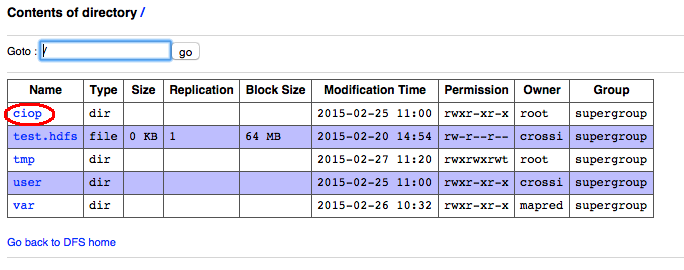 Contents of directory /
Goto : / go
Name Type Size Replication Block Size Modification Time Permission Owner Group
ciop dir 2015-02-25 11:00 rwxr-xr-x root supergroup
test.hdfs file 0 KB 1 64 MB 2015-02-20 14:54 rw-r--r-- crossi supergroup
tmp dir 2015-02-27 11:20 rwxrwxrwt root supergroup
user dir 2015-02-25 11:00 rwxr-xr-x crossi supergroup
var dir 2015-02-26 10:32 rwxr-xr-x mapred supergroup
Go back to DFS home